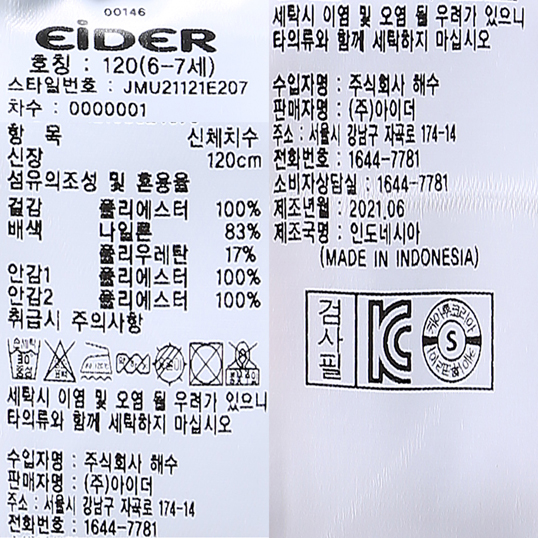 00146
EiDER
호칭 : 120(6-7세)
스타일번호 : JMU21121E207
차수 : 0000001
항 목 신체치수
신장 120cm
섬유의조성 및 혼용율
겉감 폴리에스터 100%
배색 나일론 83%
폴리우레탄 17%
안감1 폴리에스터 100%
안감2 폴리에스터 100%
취급시 주의사항
손세탁
30
중성
세탁시 이염 및 오염 될 우려가 있으니
타의류와 함께 세탁하지 마십시오
수입자명 : 주식회사 해수
판매자명 : (주)아이더
주소 : 서울시 강남구 자곡로 174-14
전화번호 : 1644-7781
세탁시 이염 및 오염 될 우려가 있으니
타의류와 함께 세탁하지 마십시오
수입자명 : 주식회사 해수
판매자명 : (주)아이더
주소 : 서울시 강남구 자곡로 174-14
전화번호 : 1644-7781
소비자상담실 : 1644-7781
제조년월 : 2021.06
제조국명 : 인도네시아
(MADE IN INDONESIA)
검사필
KC
S